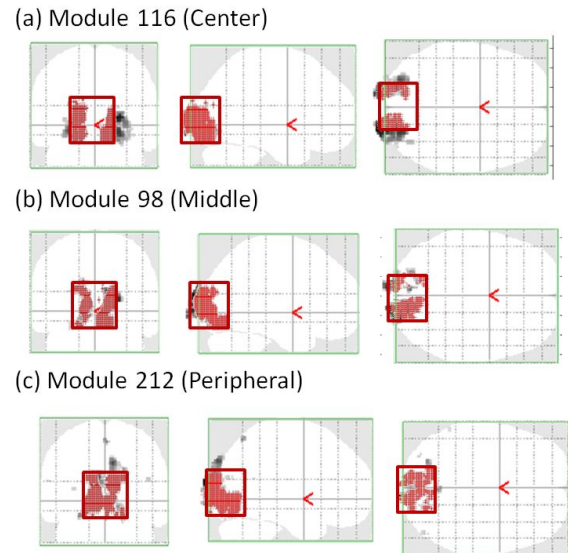 (a) Module 116 (Center)
(b) Module 98 (Middle)
(c) Module 212 (Peripheral)